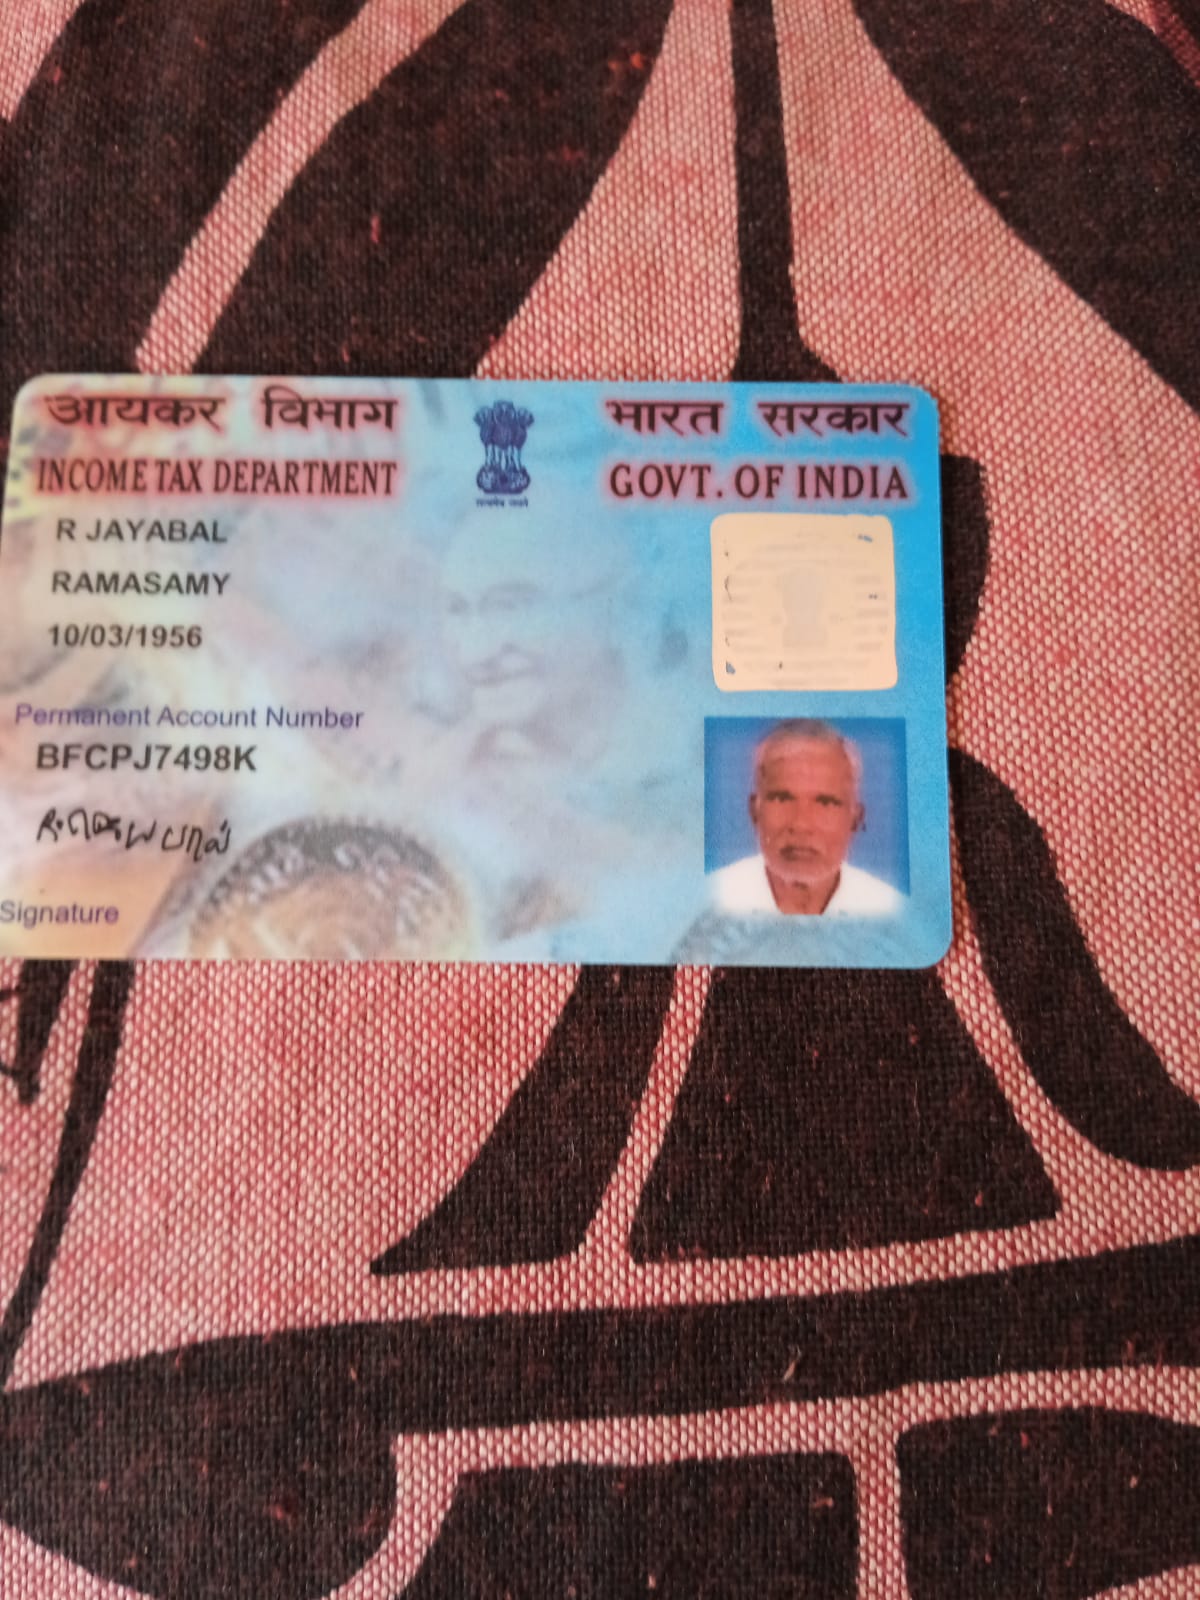 आयकर विभाग
INCOME TAX DEPARTMENT
भारत सरकार
GOVT. OF INDIA
R JAYABAL
RAMASAMY
10/03/1956
Permanent Account Number
BFCPJ7498K
ர.ஜெயபால்
Signature